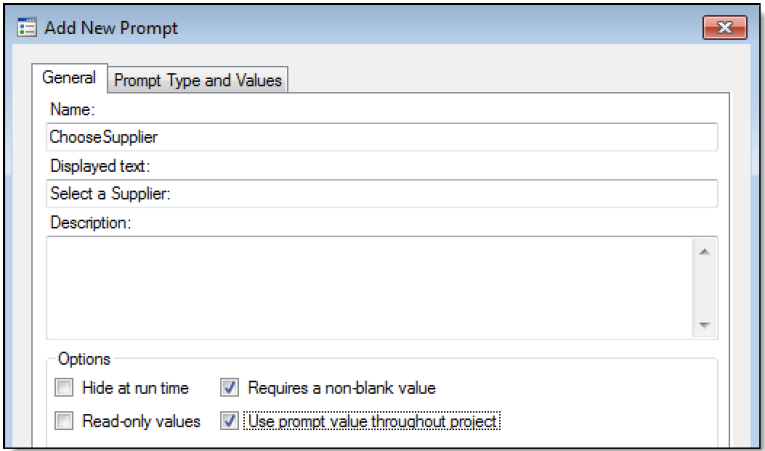 Add New Prompt
General Prompt Type and Values
Name:
ChooseSupplier
Displayed text:
Select a Supplier:
Description:
Options
Hide at run time Requires a non-blank value
Read-only values Use prompt value throughout project